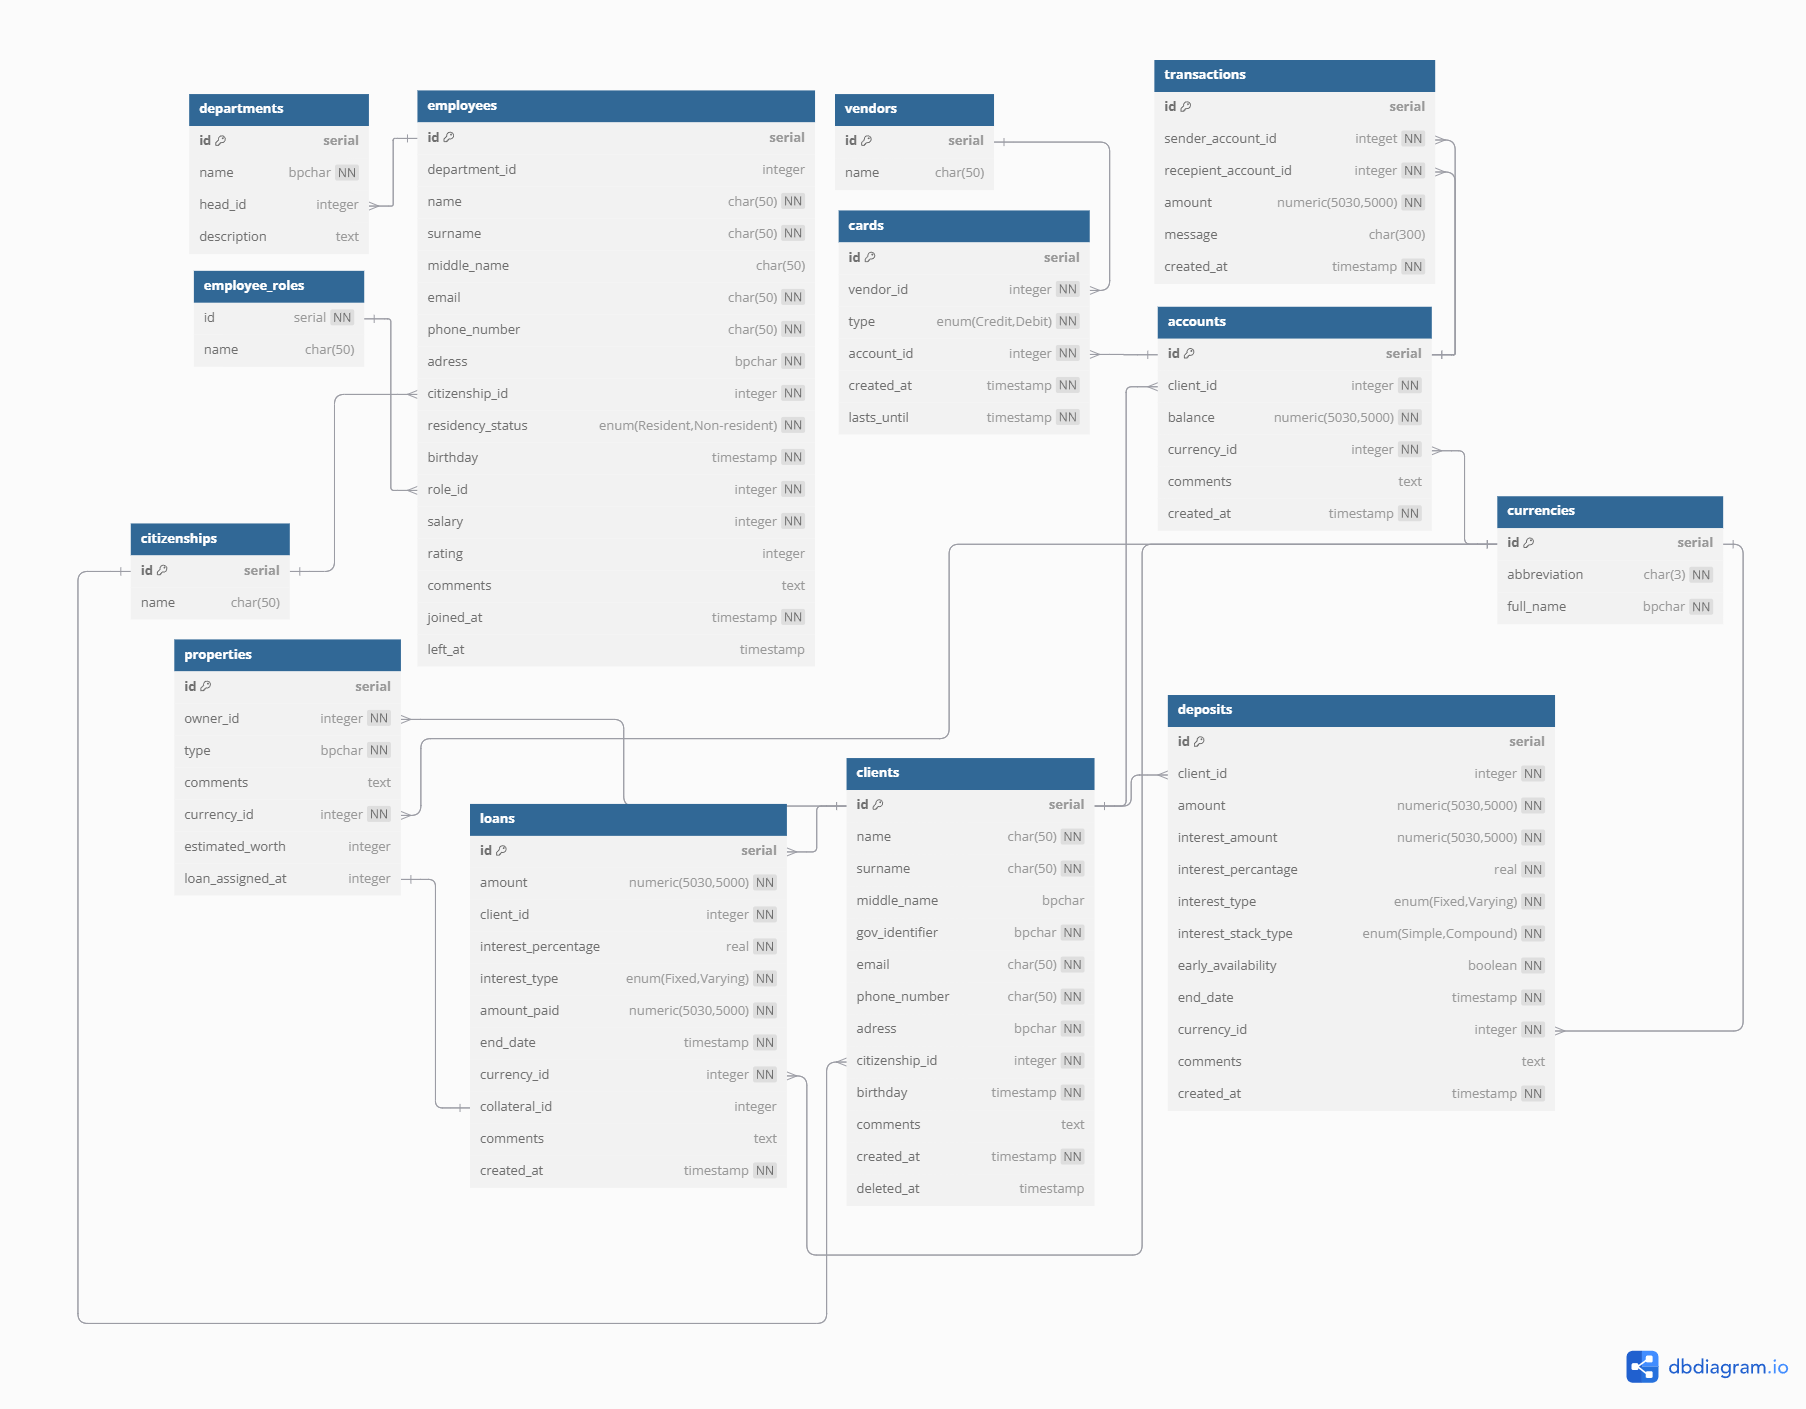 departments
id serial
name bpchar NN
head_id integer
description text
employee_roles
id serial NN
name char(50)
citizenships
id serial
name char(50)
properties
id serial
owner_id integer NN
type bpchar NN
comments text
currency_id integer NN
estimated_worth integer
loan_assigned_at integer
employees
id serial
department_id integer
name char(50) NN
surname char(50) NN
middle_name char(50)
email char(50) NN
phone_number char(50) NN
adress bpchar NN
citizenship_id integer NN
residency_status enum(Resident,Non-resident) NN
birthday timestamp NN
role_id integer NN
salary integer NN
rating integer
comments text
joined_at timestamp NN
left_at timestamp
loans
id serial
amount numeric(5030,5000) NN
client_id integer NN
interest_percentage real NN
interest_type enum(Fixed,Varying) NN
amount_paid numeric(5030,5000) NN
end_date timestamp NN
currency_id integer NN
collateral_id integer
comments text
created_at timestamp NN
vendors
id serial
name char(50)
cards
id serial
vendor_id integer NN
type enum(Credit,Debit) NN
account_id integer NN
created_at timestamp NN
lasts_until timestamp NN
clients
id serial
name char(50) NN
surname char(50) NN
middle_name bpchar
gov_identifier bpchar NN
email char(50) NN
phone_number char(50) NN
adress bpchar NN
citizenship_id integer NN
birthday timestamp NN
comments text
created_at timestamp NN
deleted_at timestamp
transactions
id serial
sender_account_id integet NN
recepient_account_id integer NN
amount numeric(5030,5000) NN
message char(300)
created_at timestamp NN
accounts
id serial
client_id integer NN
balance numeric(5030,5000) NN
currency_id integer NN
comments text
created_at timestamp NN
currencies
id serial
abbreviation char(3) NN
full_name bpchar NN
deposits
id serial
client_id integer NN
amount numeric(5030,5000) NN
interest_amount numeric(5030,5000) NN
interest_percantage real NN
interest_type enum(Fixed,Varying) NN
interest_stack_type enum(Simple,Compound) NN
early_availability boolean NN
end_date timestamp NN
currency_id integer NN
comments text
created_at timestamp NN
dbdiagram.io